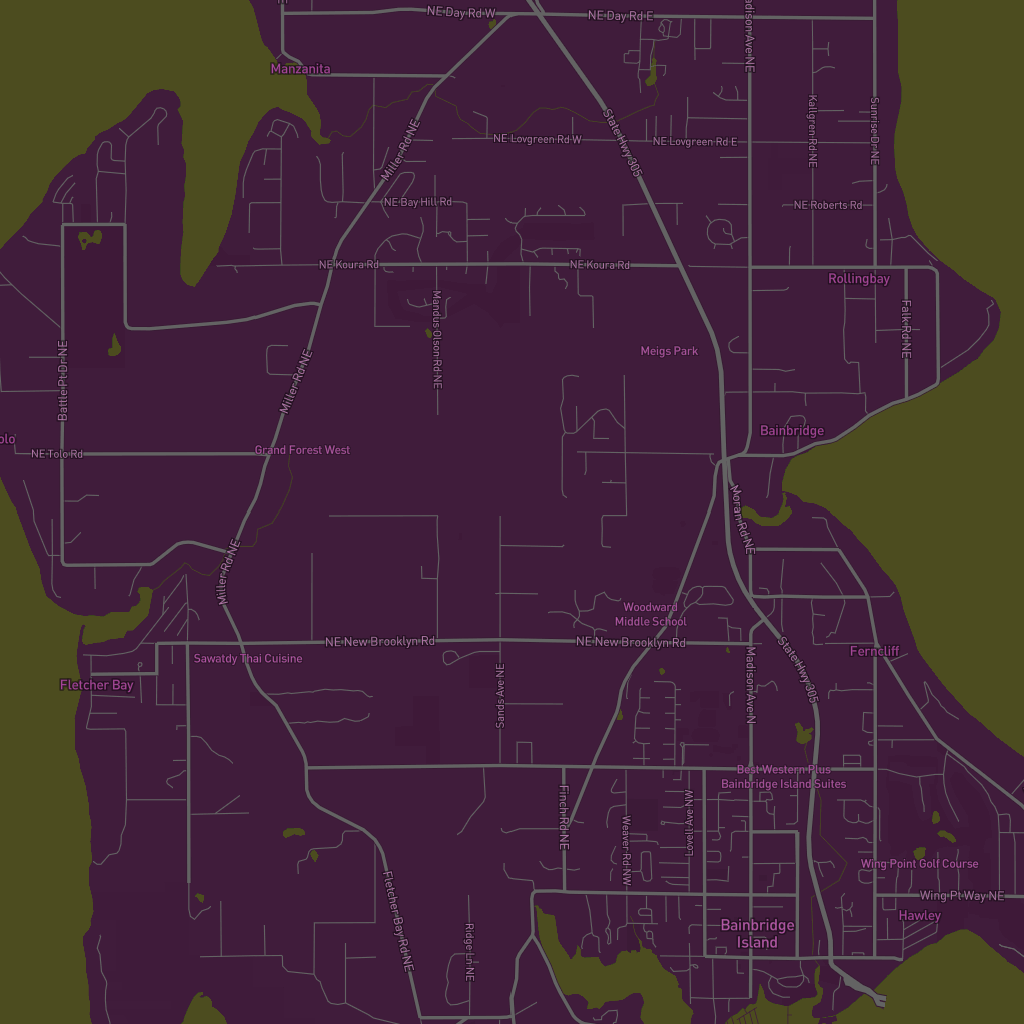 NE Day Rd W
NE Day Rd E
Madison Ave NE
Manzanita
Kallgren Rd NE
Sunrise Dr NE
State Hwy 305
Miller Rd NE
NE Lovgreen Rd W
NE Lovgreen Rd E
NE Bay Hill Rd
NE Roberts Rd
NE Koura Rd
NE Koura Rd
Rollingbay
Mandus Olson Rd NE
Falk Rd NE
Meigs Park
Battle Pt Dr NE
Miller Rd NE
Bainbridge
Grand Forest West
NE Tolo Rd
Moran Rd NE
Miller Rd NE
Woodward
Middle School
NE New Brooklyn Rd
NE New Brooklyn Rd
State Hwy 305
Ferncliff
Sawatdy Thai Cuisine
Fletcher Bay
Sands Ave NE
Madison Ave N
Best Western Plus
Bainbridge Island Suites
Finch Rd NE
Weaver Rd NW
Lovell Ave NW
Wing Point Golf Course
Wing Pt Way NE
Fletcher Bay Rd NE
Hawley
Bainbridge
Island
Ridge Ln NE